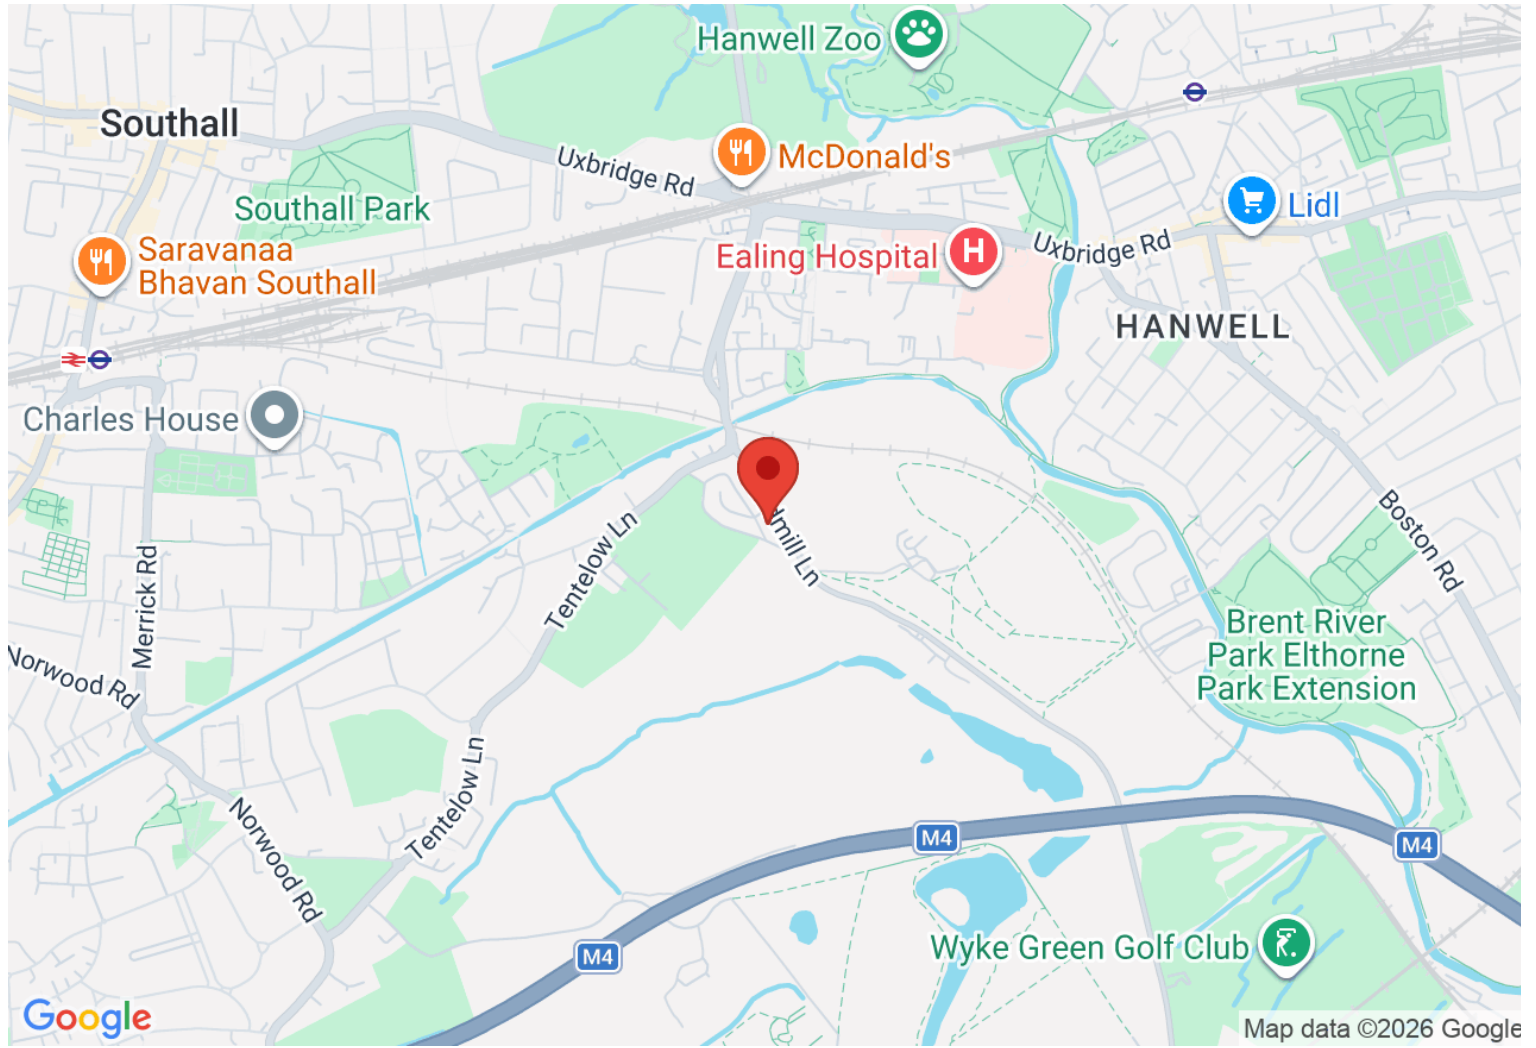 Hanwell Zoo
Southall
McDonald's
Uxbridge Rd
Southall Park
Lidl
Saravanaa
Bhavan Southall
Ealing Hospital
H
Uxbridge Rd
HANWELL
Charles House
Tentelow Ln
dmill Ln
Boston Rd
Merrick Rd
Norwood Rd
Brent River
Park Elthorne
Park Extension
Tentelow Ln
Norwood Rd
M4
M4
M4
Wyke Green Golf Club
Google
Map data ©2026 Google